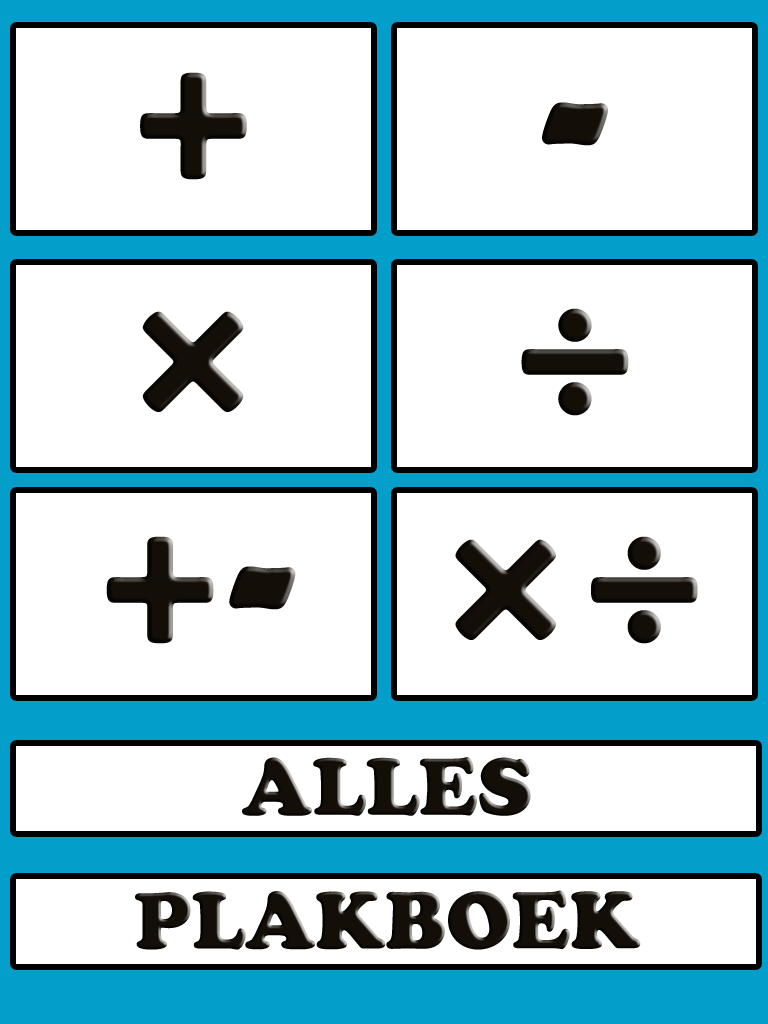 + -
× ÷
+- ×÷
ALLES
PLAKBOEK